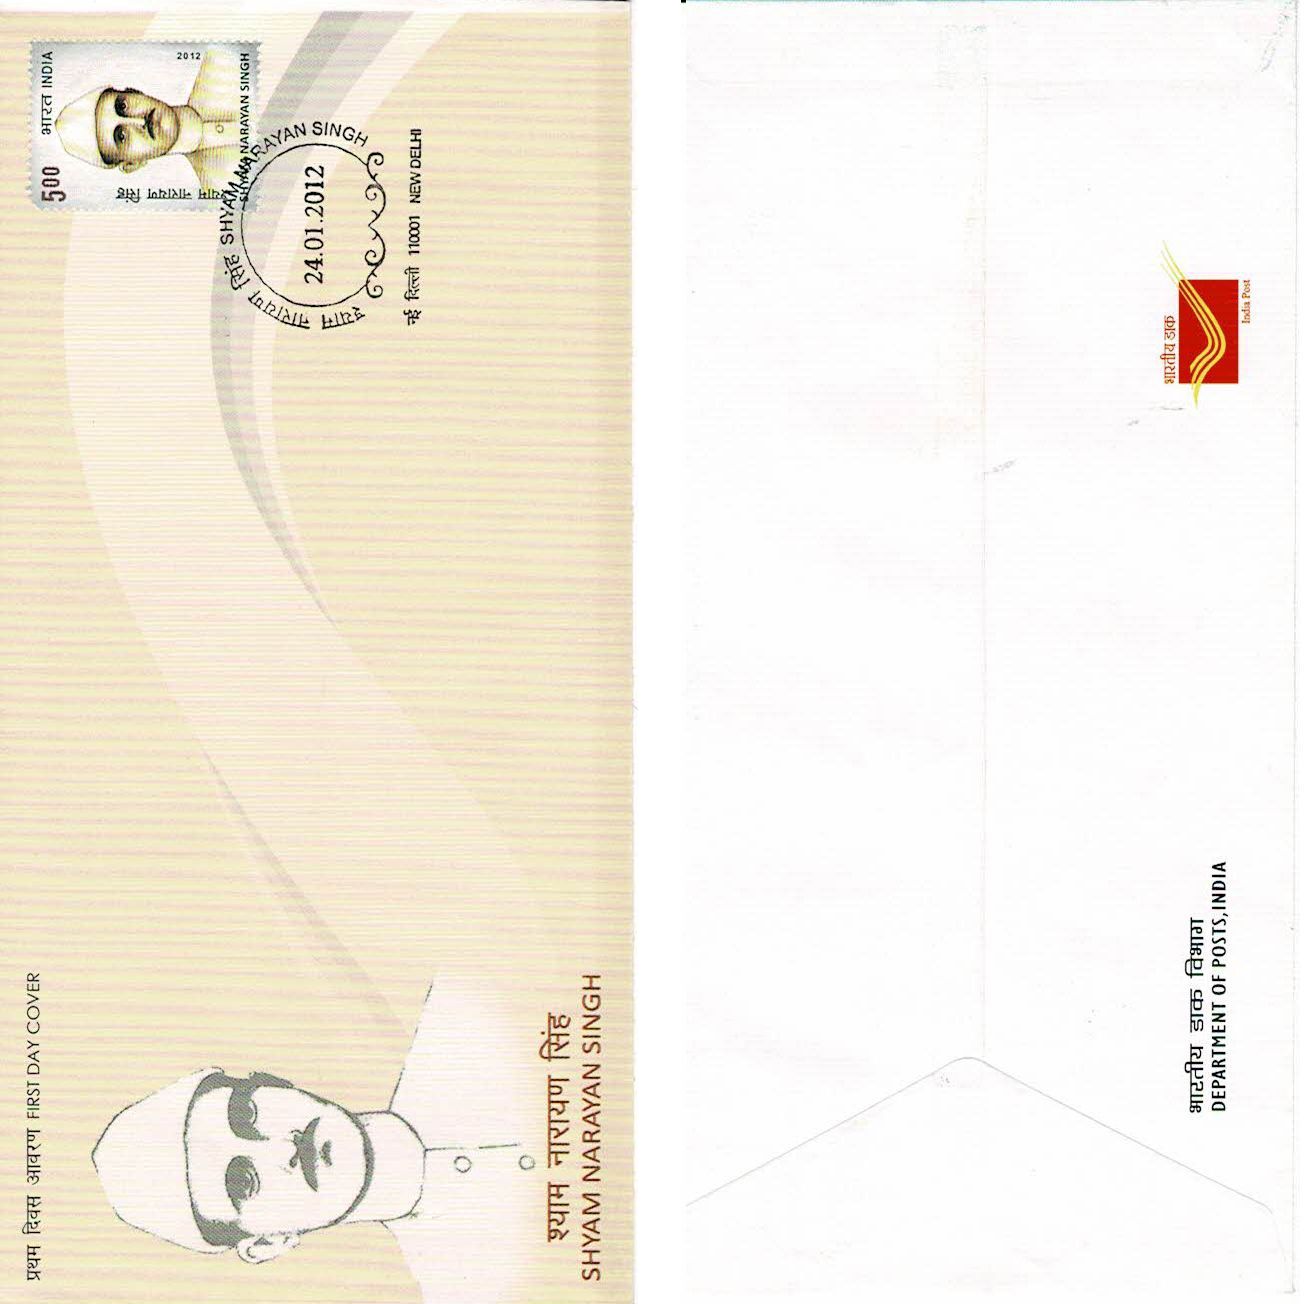 प्रथम दिवस आवरण FIRST DAY COVER
5.00 भारत INDIA
श्याम नारायण सिंह
2012
SHYAM NARAYAN SINGH
श्याम नारायण सिंह SHYAM NARAYAN SINGH
24.01.2012
नई दिल्ली 110001 NEW DELHI
श्याम नारायण सिंह
SHYAM NARAYAN SINGH
भारतीय डाक विभाग
DEPARTMENT OF POSTS, INDIA
भारतीय डाक
India Post